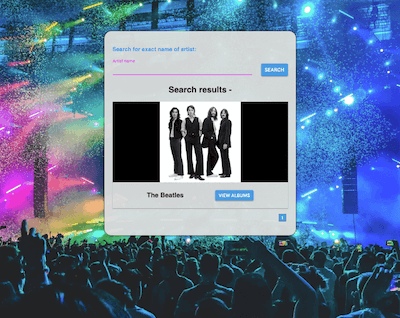 Search for exact name of artist:
Artist Name
SEARCH
Search results -
The Beatles
VIEW ALBUMS
1